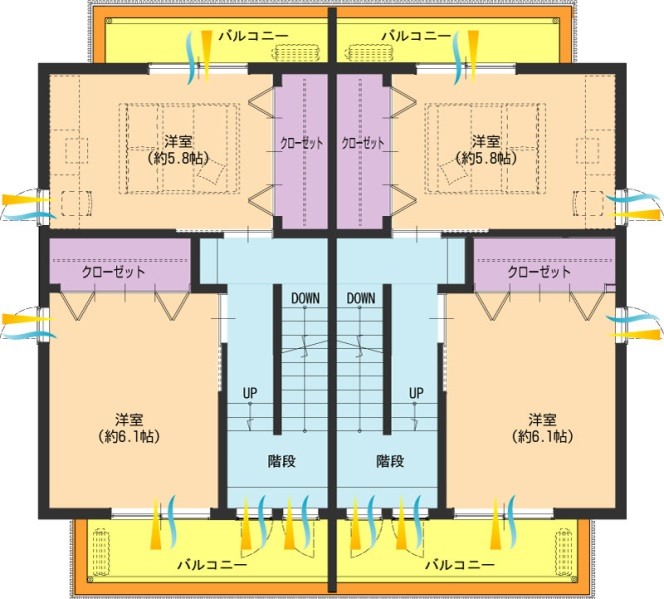 バルコニー
バルコニー
洋室
(約5.8帖)
クローゼット
クローゼット
洋室
(約5.8帖)
クローゼット
クローゼット
DOWN
DOWN
UP
UP
洋室
(約6.1帖)
洋室
(約6.1帖)
階段
階段
バルコニー
バルコニー